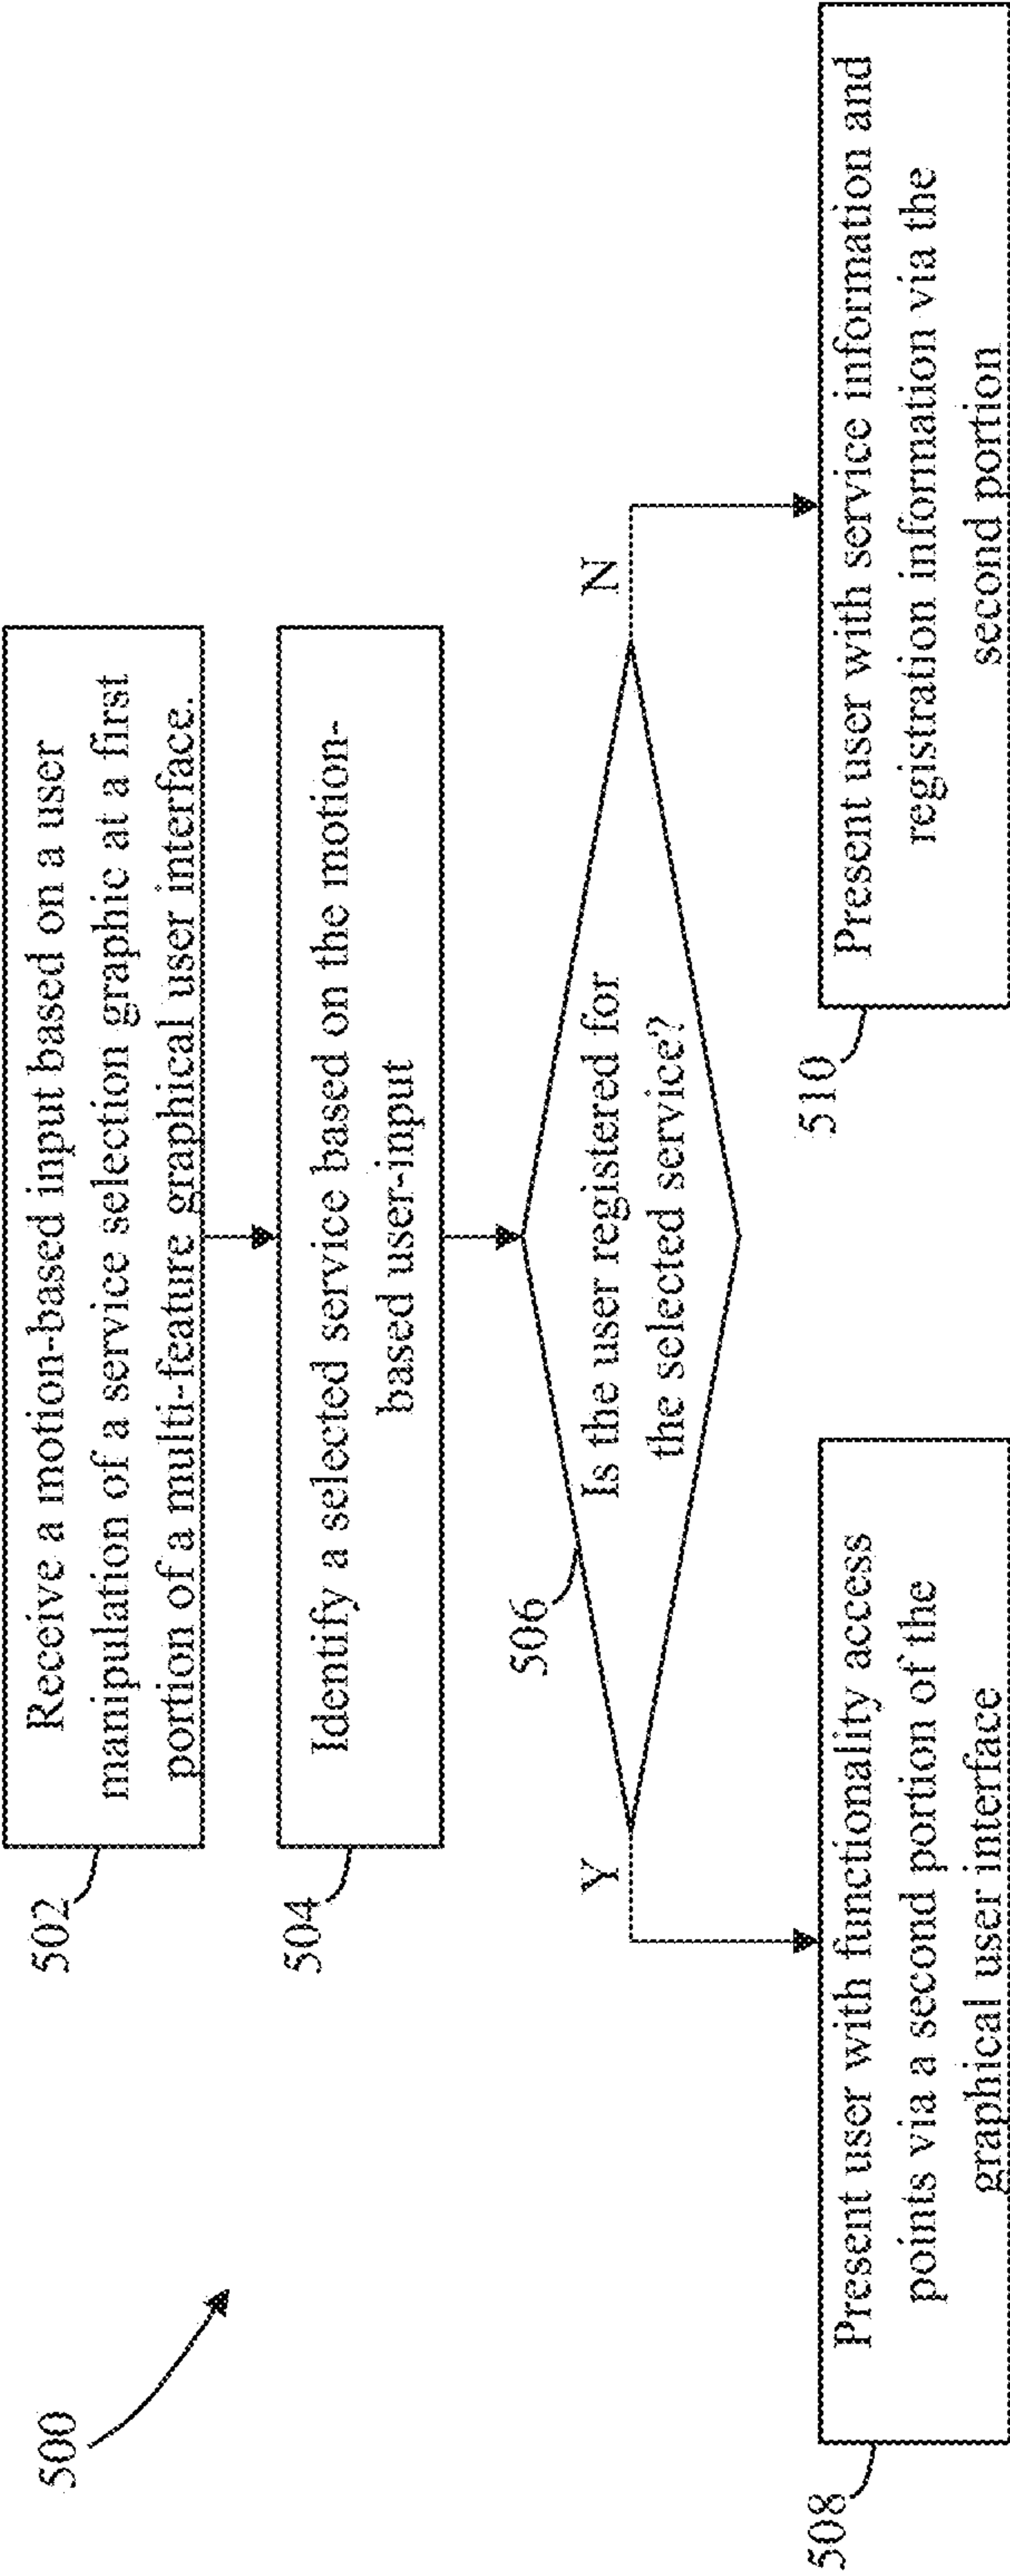 500
502
Receive a motion-based input based on a user
manipulation of a service selection graphic at a first
portion of a multi-feature graphical user interface.
504
Identify a selected service based on the motion-
based user-input
506
Is the user registered for
the selected service?
Y
N
508
Present user with functionality access
points via a second portion of the
graphical user interface
510
Present user with service information and
registration information via the
second portion